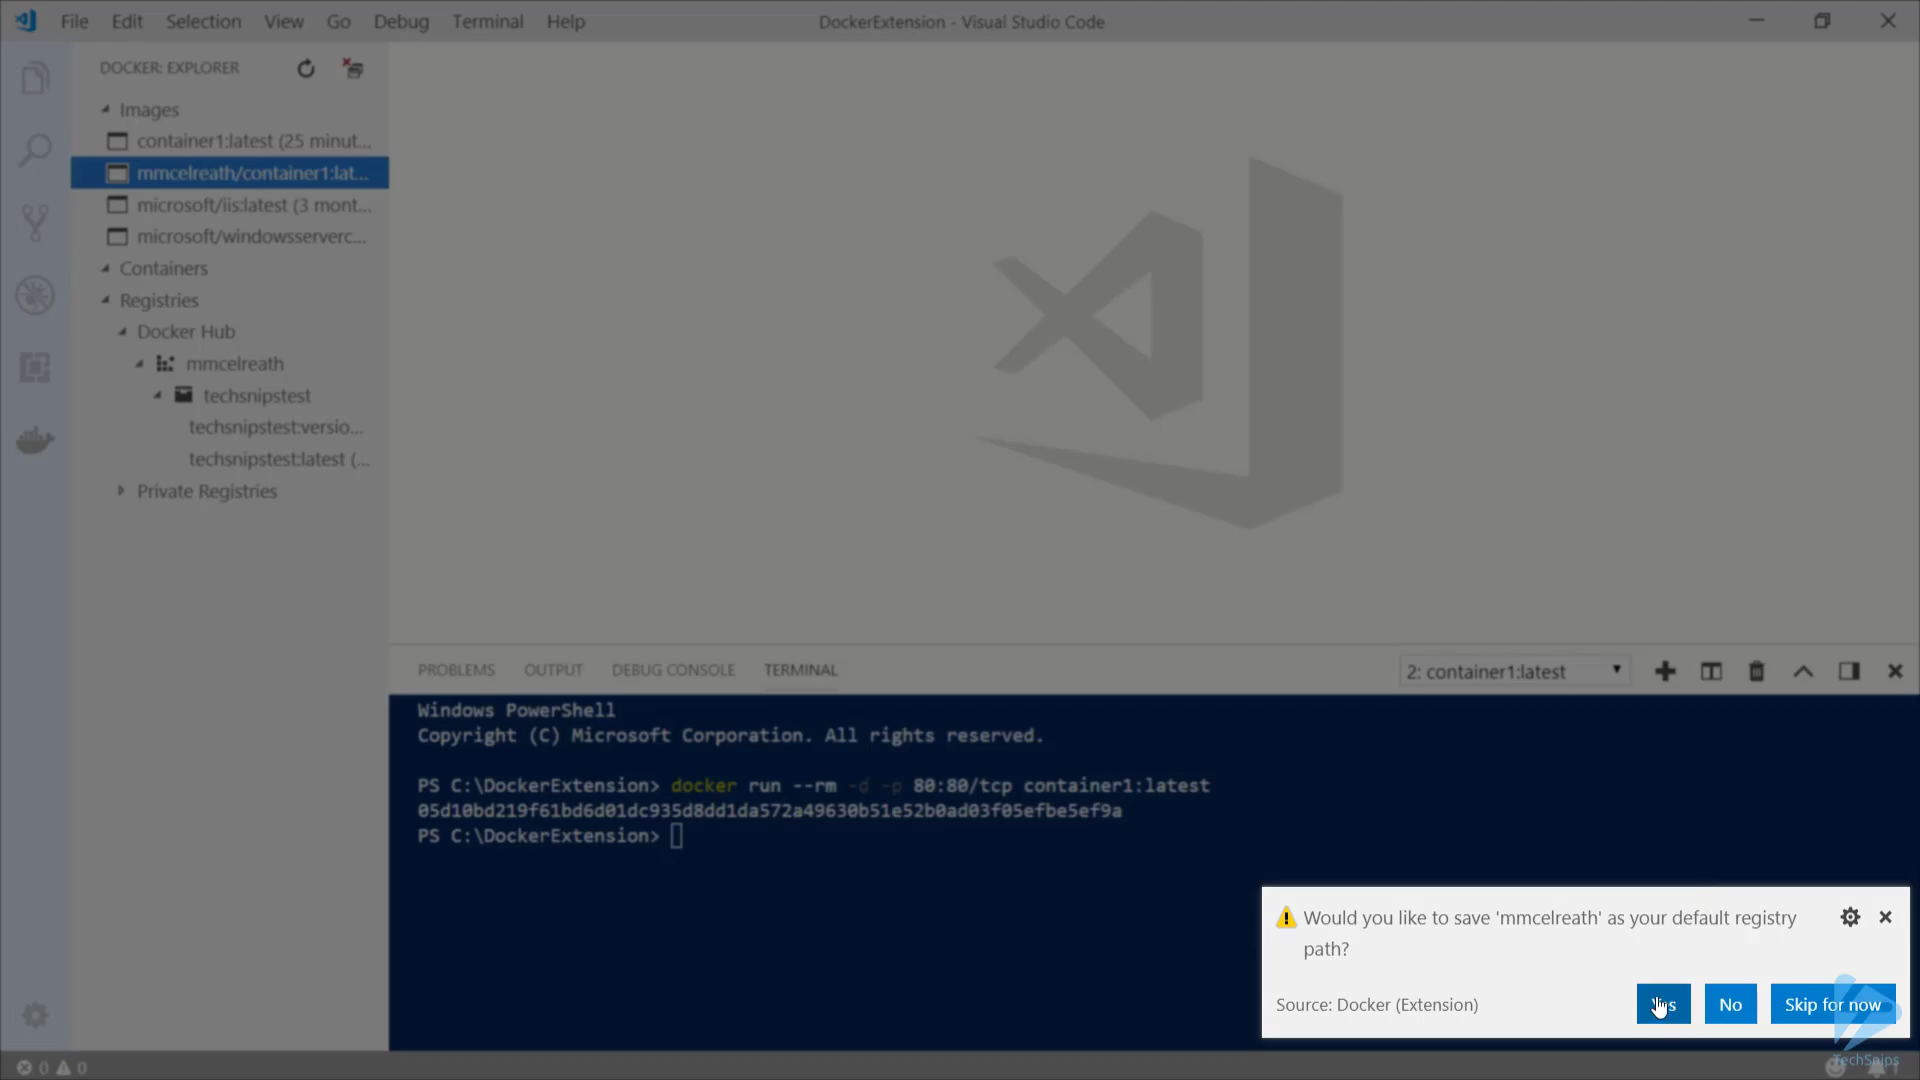 File Edit Selection View Go Debug Terminal Help
DockerExtension - Visual Studio Code
DOCKER: EXPLORER
Images
container1:latest (25 minut...
mmcelreath/container1:lat...
microsoft/iis:latest (3 mont...
microsoft/windowsserverc...
Containers
Registries
Docker Hub
mmcelreath
techsnipstest
techsnipstest:versio...
techsnipstest:latest (...
Private Registries
PROBLEMS OUTPUT DEBUG CONSOLE TERMINAL
2: container1:latest
Windows PowerShell
Copyright (C) Microsoft Corporation. All rights reserved.
PS C:\DockerExtension> docker run --rm -d -p 80:80/tcp container1:latest
05d10bd219f61bd6d01dc935d8dd1da572a49630b51e52b0ad03f05efbe5ef9a
PS C:\DockerExtension>
Would you like to save 'mmcelreath' as your default registry
path?
Source: Docker (Extension)
Yes No Skip for now
TechSnips
0 0
1